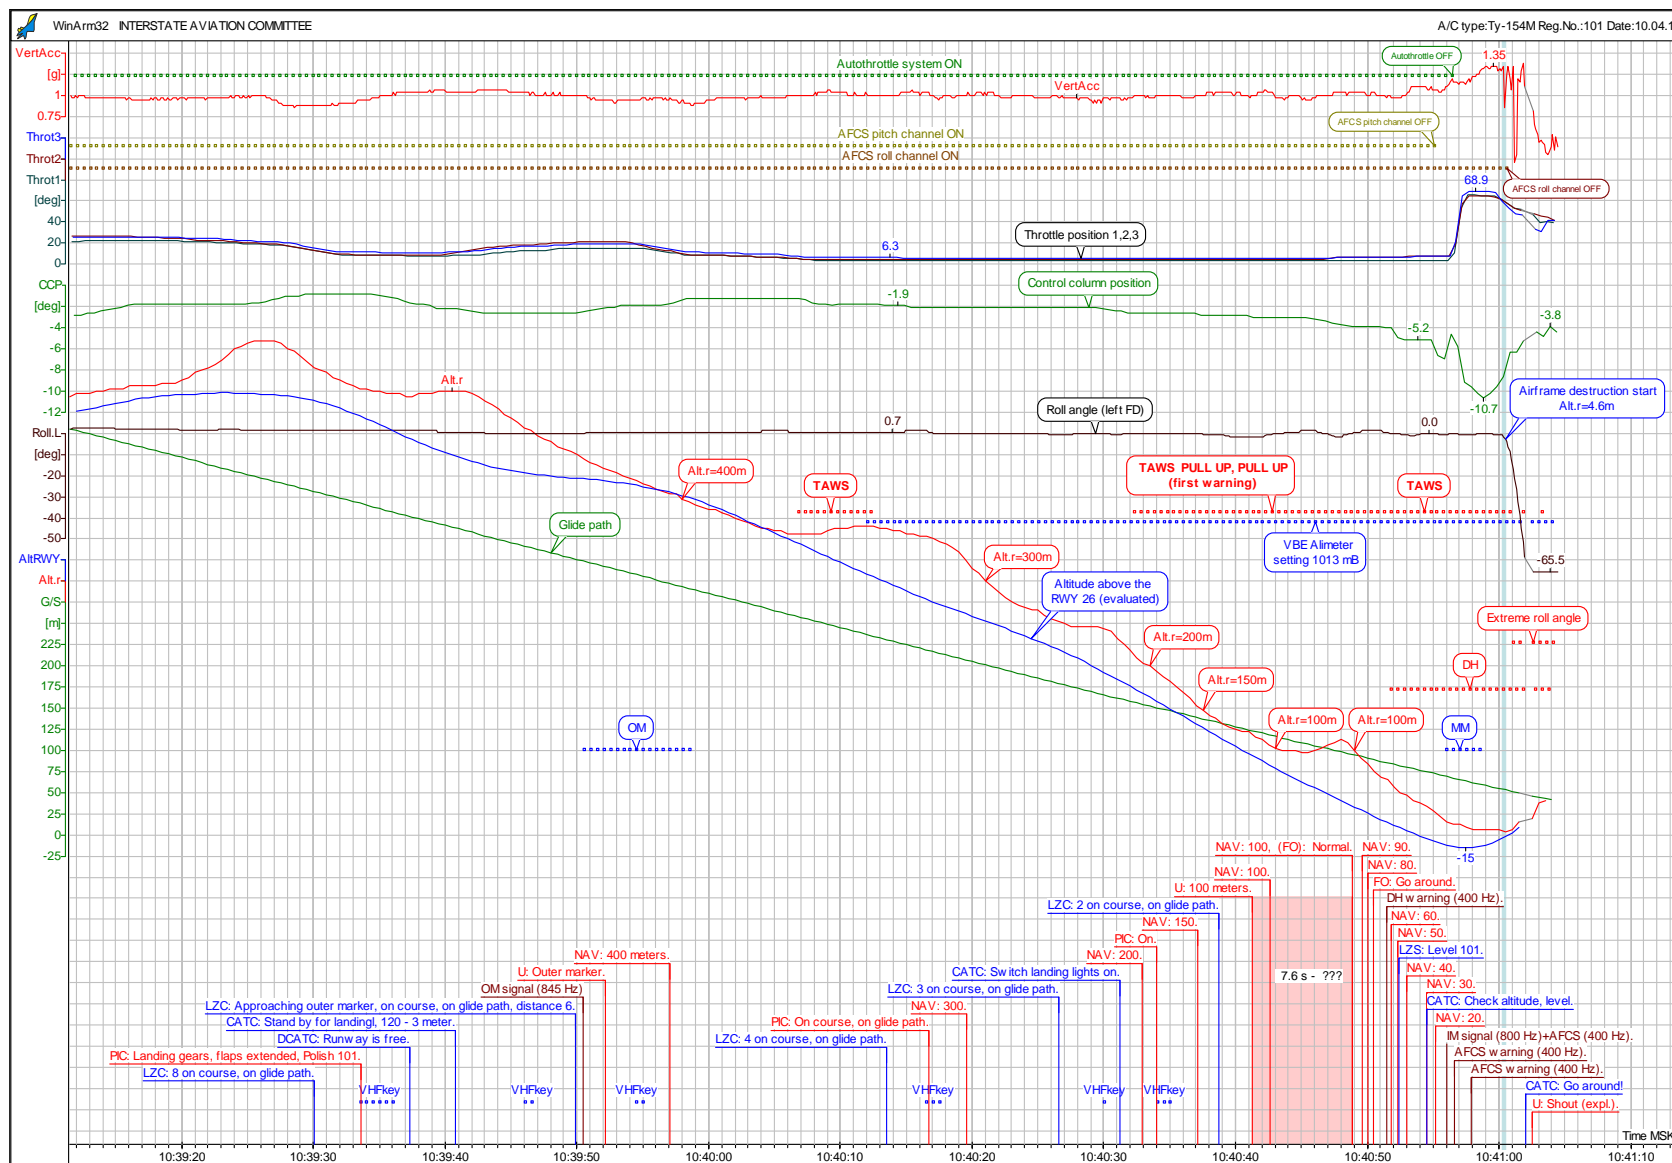 WinArm32 INTERSTATE AVIATION COMMITTEE
A/C type:Ty-154M Reg.No.:101 Date:10.04.1
VertAcc
[g]
1
0.75
Throt3
Throt2
Throt1
[deg]
40
20
0
CCP
[deg]
-4
-6
-8
-10
-12
Roll.L
[deg]
-20
-30
-40
-50
AltRWY
Alt.r
G/S
[m]
225
200
175
150
125
100
75
50
25
0
-25
Autothrottle system ON
Autothrottle OFF
1.35
VertAcc
AFCS pitch channel ON
AFCS pitch channel OFF
AFCS roll channel ON
AFCS roll channel OFF
68.9
Throttle position 1,2,3
6.3
Control column position
-1.9
-5.2
-3.8
-10.7
Alt.r
Airframe destruction start
Alt.r=4.6m
Roll angle (left FD)
0.7
0.0
Alt.r=400m
TAWS
TAWS PULL UP, PULL UP
(first warning)
TAWS
Glide path
VBE Alimeter
setting 1013 mB
Alt.r=300m
-65.5
Altitude above the
RWY 26 (evaluated)
Extreme roll angle
Alt.r=200m
DH
Alt.r=150m
OM
Alt.r=100m
Alt.r=100m
MM
-15
NAV: 100, (FO): Normal.
NAV: 90.
NAV: 80.
NAV: 100.
FO: Go around.
U: 100 meters.
DH warning (400 Hz).
LZC: 2 on course, on glide path.
NAV: 60.
NAV: 150.
NAV: 50.
PIC: On.
LZS: Level 101.
NAV: 400 meters.
NAV: 200.
U: Outer marker.
CATC: Switch landing lights on.
7.6 s - ???
NAV: 40.
OM signal (845 Hz)
LZC: 3 on course, on glide path.
NAV: 30.
LZC: Approaching outer marker, on course, on glide path, distance 6.
NAV: 300.
CATC: Check altitude, level.
CATC: Stand by for landingl, 120 - 3 meter.
PIC: On course, on glide path.
NAV: 20.
DCATC: Runway is free.
LZC: 4 on course, on glide path.
IM signal (800 Hz)+AFCS (400 Hz).
PIC: Landing gears, flaps extended, Polish 101.
AFCS warning (400 Hz).
LZC: 8 on course, on glide path.
AFCS warning (400 Hz).
VHFkey
VHFkey
VHFkey
VHFkey
VHFkey
VHFkey
CATC: Go around!
U: Shout (expl.).
Time MSK
10:39:20
10:39:30
10:39:40
10:39:50
10:40:00
10:40:10
10:40:20
10:40:30
10:40:40
10:40:50
10:41:00
10:41:10